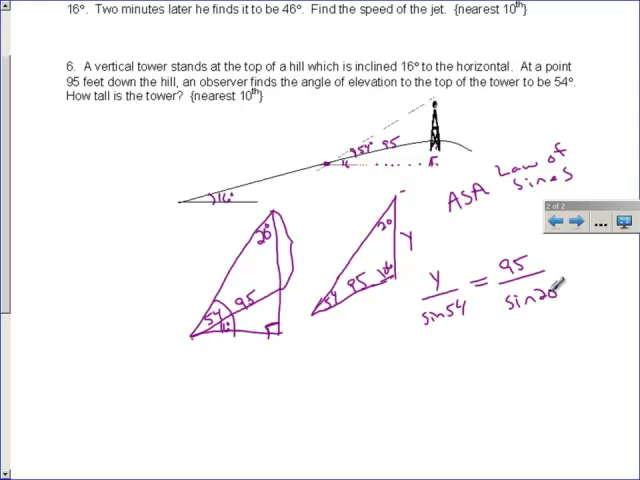 16°. Two minutes later he finds it to be 46°. Find the speed of the jet. {nearest 10th}
6. A vertical tower stands at the top of a hill which is inclined 16° to the horizontal. At a point
95 feet down the hill, an observer finds the angle of elevation to the top of the tower to be 54°.
How tall is the tower? {nearest 10th}
54° 95
16
16°
ASA Law of
Sines
2 of 2
20°
54 95
16°
20
Y
54 95 106°
y/sin54 = 95/sin20